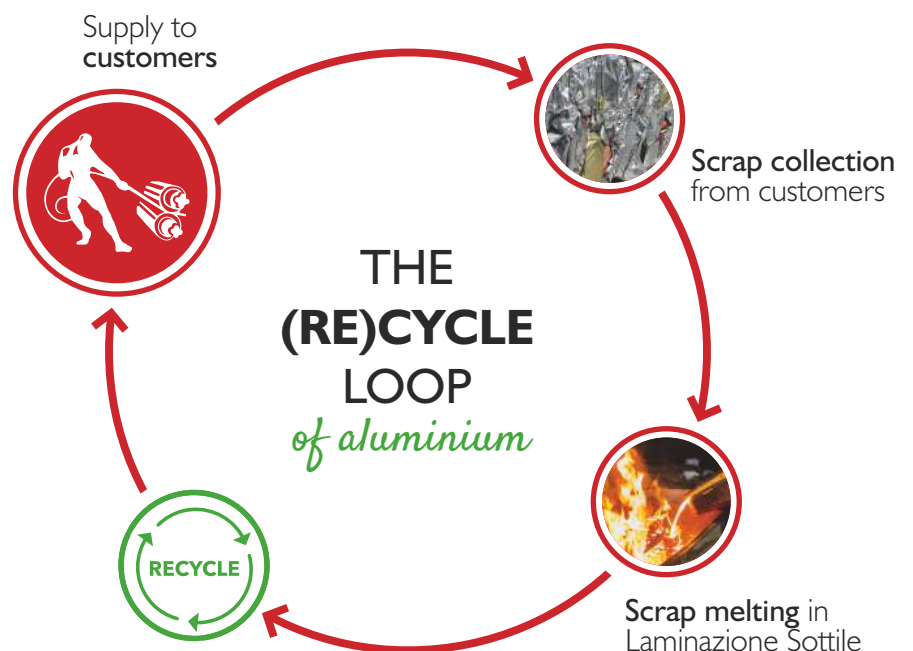 Supply to
customers
Scrap collection
from customers
THE
(RE)CYCLE
LOOP
of aluminium
RECYCLE
Scrap melting in
Laminazione Sottile